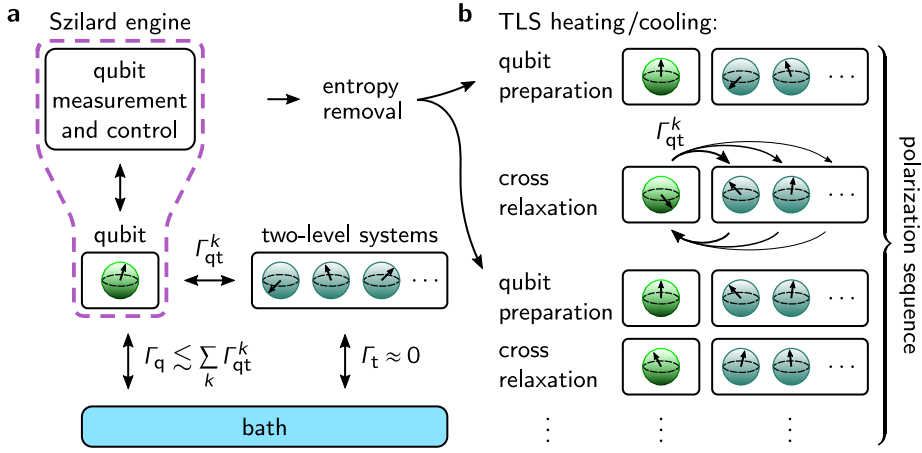 a
Szilard engine
qubit
measurement
and control
entropy
removal
qubit
Γ_qt^k
two-level systems
···
Γ_q ≲ ∑_k Γ_qt^k
Γ_t ≈ 0
bath
b TLS heating/cooling:
qubit
preparation
···
Γ_qt^k
cross
relaxation
···
qubit
preparation
···
cross
relaxation
···
⋮ ⋮ ⋮
polarization sequence